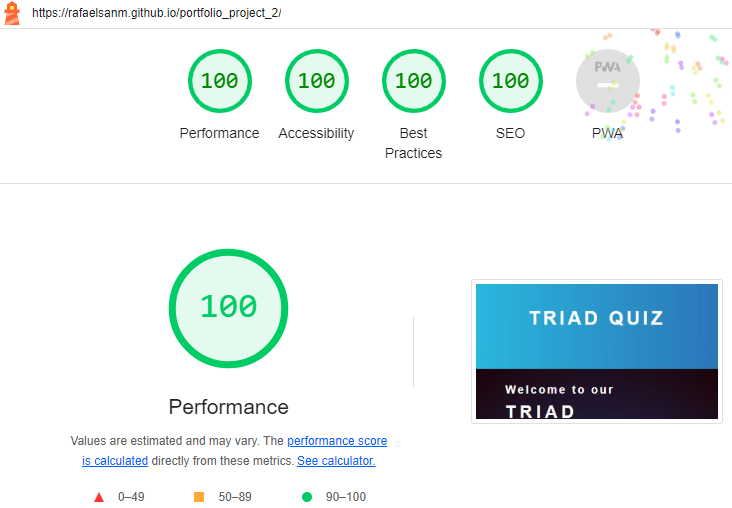 https://rafaelsanm.github.io/portfolio_project_2/
100 100 100 100 PWA
Performance Accessibility Best Practices SEO PWA
100
Performance
Values are estimated and may vary. The performance score
is calculated directly from these metrics. See calculator.
0–49 50–89 90–100
TRIAD QUIZ
Welcome to our
TRIAD